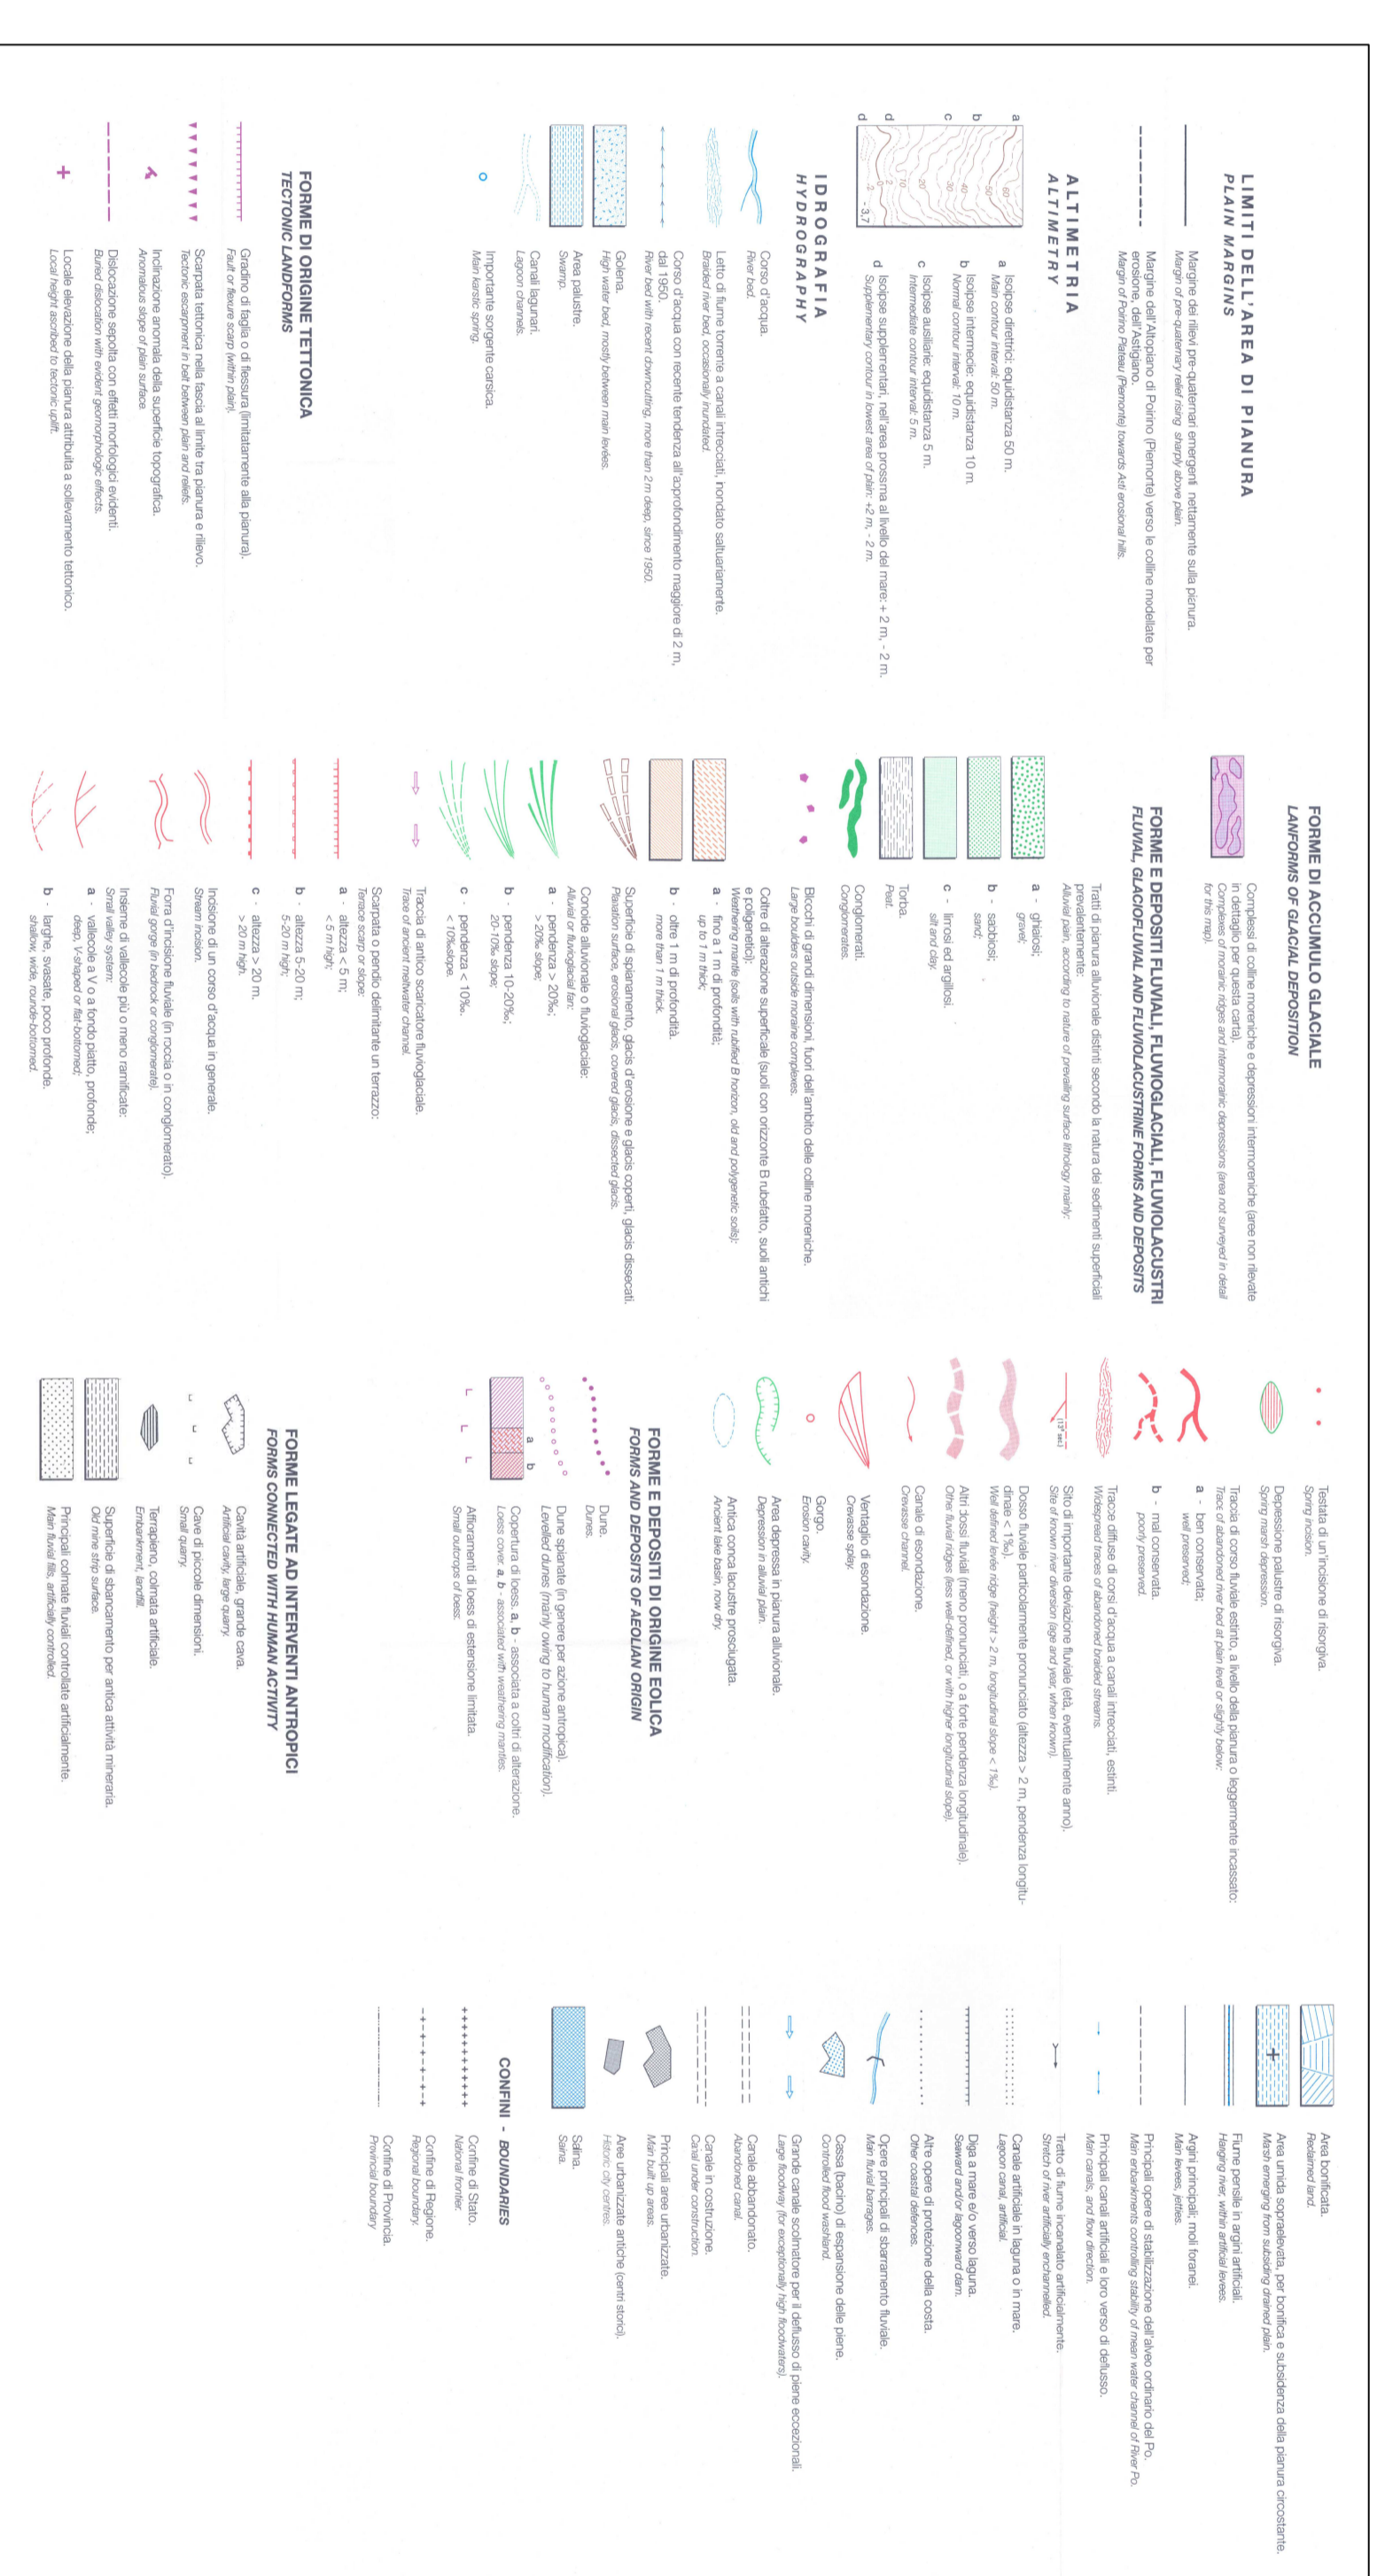 LIMITI DELL'AREA DI PIANURA
PLAIN MARGINS
Margine dei rilievi pre-quaternari emergenti nettamente sulla pianura.
Margin of pre-quaternary relief rising sharply above plain.
Margine dell'Altopiano di Poirino (Piemonte) verso le colline modellate per
erosione, dell'Astigiano.
Margin of Poirino Plateau (Piemonte) towards Asti erosional hills.
ALTIMETRIA
ALTIMETRY
a
b
c
d
d
60
50
40
30
20
10
2
0
-2
-3,7
a Isoipse direttrici: equidistanza 50 m.
Main contour interval: 50 m.
b Isoipse intermedie: equidistanza 10 m.
Normal contour interval: 10 m.
c Isoipse ausiliarie: equidistanza 5 m.
Intermediate contour interval: 5 m.
d Isoipse supplementari, nell'area prossima al livello del mare: + 2 m, - 2 m.
Supplementary contour in lowest area of plain: +2 m, - 2 m.
IDROGRAFIA
HYDROGRAPHY
Corso d'acqua.
River bed.
Letto di fiume torrente a canali intrecciati, inondato saltuariamente.
Braided river bed, occasionally inundated.
Corso d'acqua con recente tendenza all'approfondimento maggiore di 2 m,
dal 1950.
River bed with recent downcutting, more than 2 m deep, since 1950.
Golena.
High water bed, mostly between main levées.
Area palustre.
Swamp.
Canali lagunari.
Lagoon channels.
Importante sorgente carsica.
Main karstic spring.
FORME DI ORIGINE TETTONICA
TECTONIC LANDFORMS
Gradino di faglia o di flessura (limitatamente alla pianura).
Fault or flexure scarp (within plain).
Scarpata tettonica nella fascia al limite tra pianura e rilievo.
Tectonic escarpment in belt between plain and reliefs.
Inclinazione anomala della superficie topografica.
Anomalous slope of plain surface.
Dislocazione sepolta con effetti morfologici evidenti.
Buried dislocation with evident geomorphologic effects.
Locale elevazione della pianura attribuita a sollevamento tettonico.
Local height ascribed to tectonic uplift.
FORME DI ACCUMULO GLACIALE
LANFORMS OF GLACIAL DEPOSITION
Complessi di colline moreniche e depressioni intermoreniche (aree non rilevate
in dettaglio per questa carta).
Complexes of morainic ridges and intermorainic depressions (area not surveyed in detail
for this map).
FORME E DEPOSITI FLUVIALI, FLUVIOGLACIALI, FLUVIOLACUSTRI
FLUVIAL, GLACIOFLUVIAL AND FLUVIOLACUSTRINE FORMS AND DEPOSITS
Tratti di pianura alluvionale distinti secondo la natura dei sedimenti superficiali
prevalentemente:
Alluvial plain, according to nature of prevailing surface lithology mainly:
a - ghiaiosi;
gravel;
b - sabbiosi;
sand;
c - limosi ed argillosi.
silt and clay.
Torba.
Peat.
Conglomerati.
Conglomerates.
Blocchi di grandi dimensioni, fuori dell'ambito delle colline moreniche.
Large boulders outside moraine complexes.
Coltre di alterazione superficale (suoli con orizzonte B rubefatto, suoli antichi
e poligenetici):
Weathering mantle (soils with rubified B horizon, old and polygenetic soils):
a - fino a 1 m di profondità;
up to 1 m thick;
b - oltre 1 m di profondità.
more than 1 m thick.
Superficie di spianamento, glacis d'erosione e glacis coperti, glacis dissecati.
Planation surface, erosional glacis, covered glacis, dissected glacis.
Conoide alluvionale o fluvioglaciale:
Alluvial or fluvioglacial fan:
a - pendenza > 20‰;
> 20‰ slope;
b - pendenza 10-20‰;
20-10‰ slope;
c - pendenza < 10‰.
< 10‰slope.
Traccia di antico scaricatore fluvioglaciale.
Trace of ancient meltwater channel.
Scarpata o pendio delimitante un terrazzo:
Terrace scarp or slope:
a - altezza < 5 m;
< 5 m high;
b - altezza 5-20 m;
5-20 m high;
c - altezza > 20 m.
> 20 m high.
Incisione di un corso d'acqua in generale.
Stream incision.
Forra d'incisione fluviale (in roccia o in conglomerato).
Fluvial gorge (in bedrock or conglomerate).
Insieme di vallecole più o meno ramificate:
Small valley system:
a - vallecole a V o a fondo piatto, profonde;
deep, V-shaped or flat-bottomed;
b - larghe, svasate, poco profonde.
shallow, wide, rounde-bottomed.
Testata di un'incisione di risorgiva.
Spring incision.
Depressione palustre di risorgiva.
Spring marsh depression.
Traccia di corso fluviale estinto, a livello della pianura o leggermente incassato:
Trace of abandoned river bed at plain level or slightly below:
a - ben conservata;
well preserved;
b - mal conservata.
poorly preserved.
Tracce diffuse di corsi d'acqua a canali intrecciati, estinti.
Widespread traces of abandoned braided streams.
(13° sec.)
Sito di importante deviazione fluviale (età, eventualmente anno).
Site of known river diversion (age and year, when known).
Dosso fluviale particolarmente pronunciato (altezza > 2 m, pendenza longitu-
dinae < 1‰).
Well defined levée ridge (height > 2 m, longitudinal slope < 1‰).
Altri dossi fluviali (meno pronunciati, o a forte pendenza longitudinale).
Other fluvial ridges (less well-defined, or with higher longitudinal slope).
Canale di esondazione.
Crevasse channel.
Ventaglio di esondazione.
Crevasse splay.
Gorgo.
Erosion cavity.
Area depressa in pianura alluvionale.
Depression in alluvial plain.
Antica conca lacustre prosciugata.
Ancient lake basin, now dry.
FORME E DEPOSITI DI ORIGINE EOLICA
FORMS AND DEPOSITS OF AEOLIAN ORIGIN
Dune.
Dunes.
Dune spianate (in genere per azione antropica).
Levelled dunes (mainly owing to human modification).
a b
Copertura di loess. a, b - associata a coltri di alterazione.
Loess cover. a, b - associated with weathering mantles.
Affioramenti di loess di estensione limitata.
Small outcrops of loess.
FORME LEGATE AD INTERVENTI ANTROPICI
FORMS CONNECTED WITH HUMAN ACTIVITY
Cavità artificiale, grande cava.
Artificial cavity, large quarry.
Cave di piccole dimensioni.
Small quarry.
Terrapieno, colmata artificiale.
Embankment, landfill.
Superficie di sbancamento per antica attività mineraria.
Old mine strip surface.
Principali colmate fluviali controllate artificialmente.
Main fluvial fills, artificially controlled.
Area bonificata.
Reclaimed land.
Area umida sopraelevata, per bonifica e subsidenza della pianura circostante.
Marsh emerging from subsiding drained plain.
Fiume pensile in argini artificiali.
Hanging river, within artificial levees.
Argini principali; moli foranei.
Main levees, jetties.
Principali opere di stabilizzazione dell'alveo ordinario del Po.
Main embankments controlling stability of mean water channel of River Po.
Principali canali artificiali e loro verso di deflusso.
Main canals, and flow direction.
Tratto di fiume incanalato artificialmente.
Stretch of river artificially enchannelled.
Canale artificiale in laguna o in mare.
Lagoon canal, artificial.
Diga a mare e/o verso laguna.
Seaward and/or lagoonward dam.
Altre opere di protezione della costa.
Other coastal defences.
Opere principali di sbarramento fluviale.
Main fluvial barrages.
Cassa (bacino) di espansione delle piene.
Controlled flood washland.
Grande canale scolmatore per il deflusso di piene eccezionali.
Large floodway (for exceptionally high floodwaters).
Canale abbandonato.
Abandoned canal.
Canale in costruzione.
Canal under construction.
Principali aree urbanizzate.
Main built up areas.
Aree urbanizzate antiche (centri storici).
Historic city centres.
Salina.
Salina.
CONFINI - BOUNDARIES
Confine di Stato.
National frontier.
Confine di Regione.
Regional boundary.
Confine di Provincia.
Provincial boundary